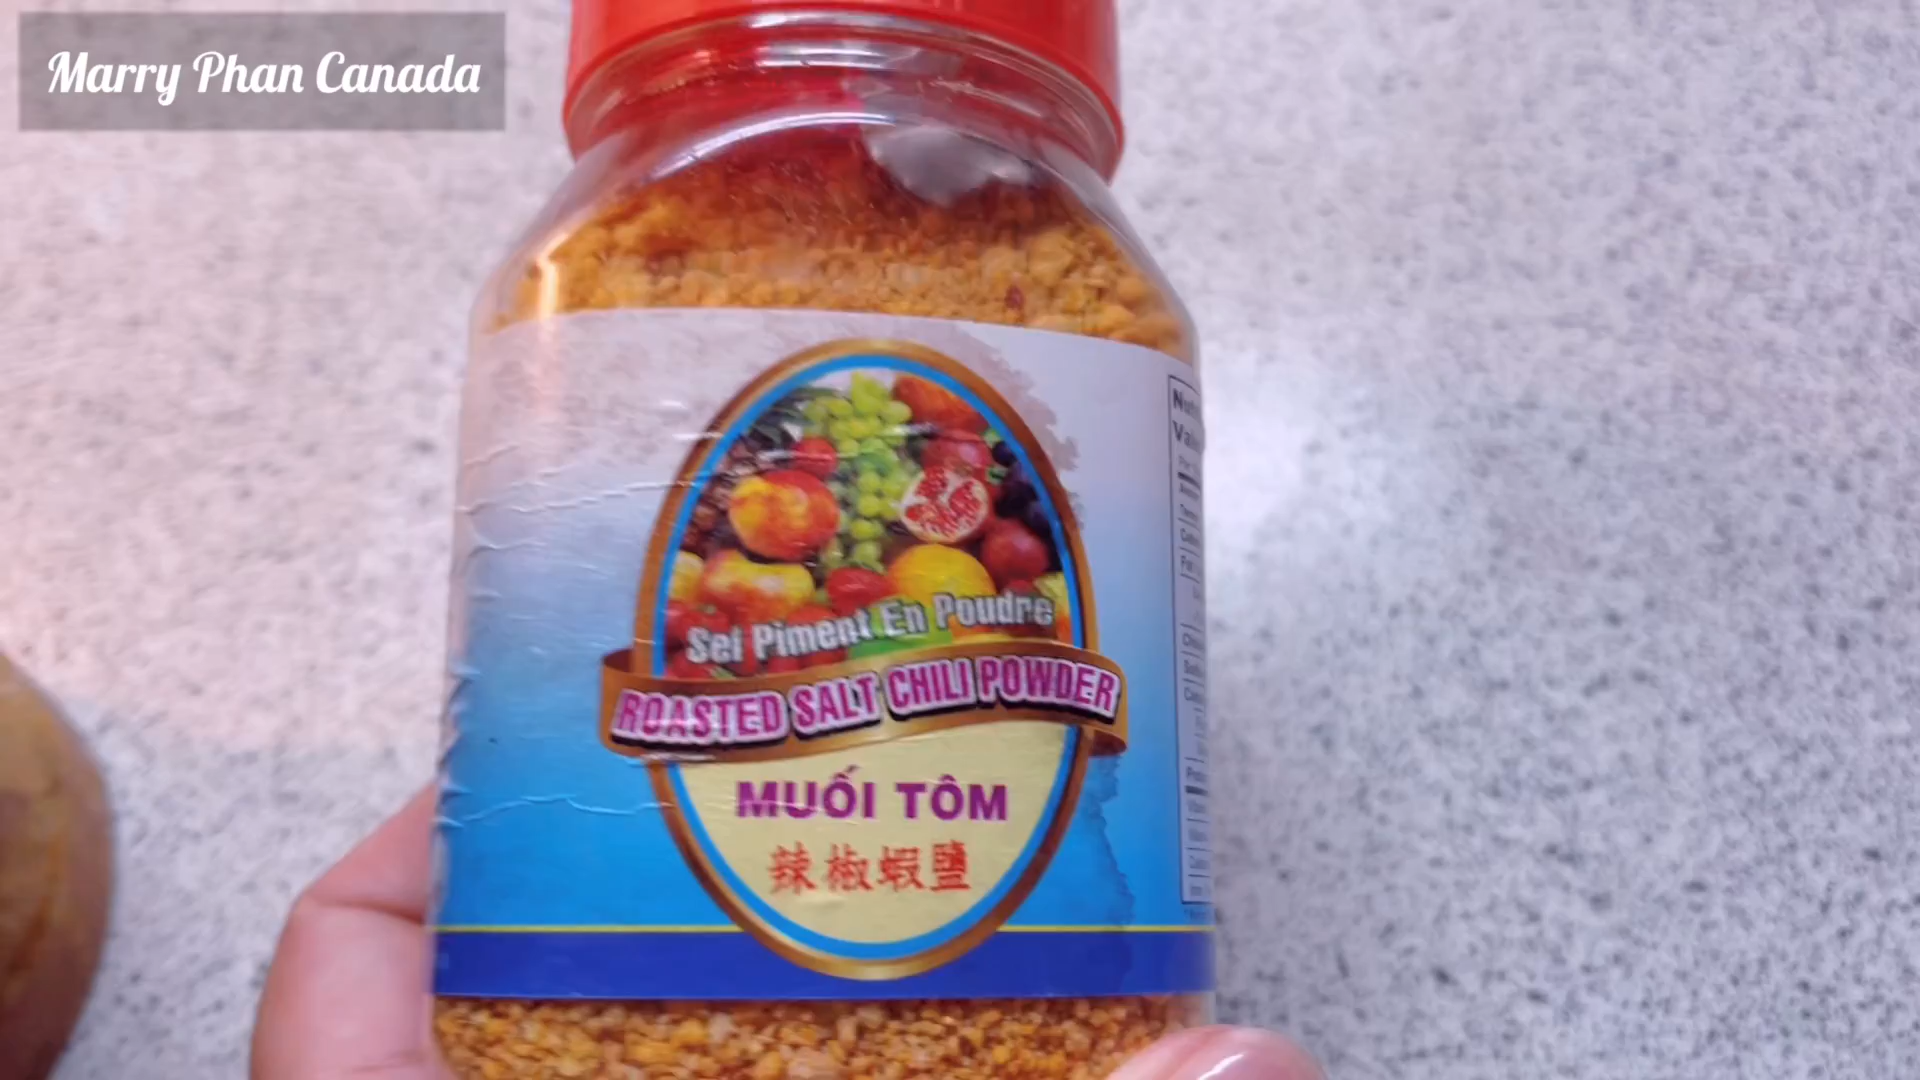 Marry Phan Canada
Sel Piment En Poudre
ROASTED SALT CHILI POWDER
MUỐI TÔM
辣椒蝦鹽